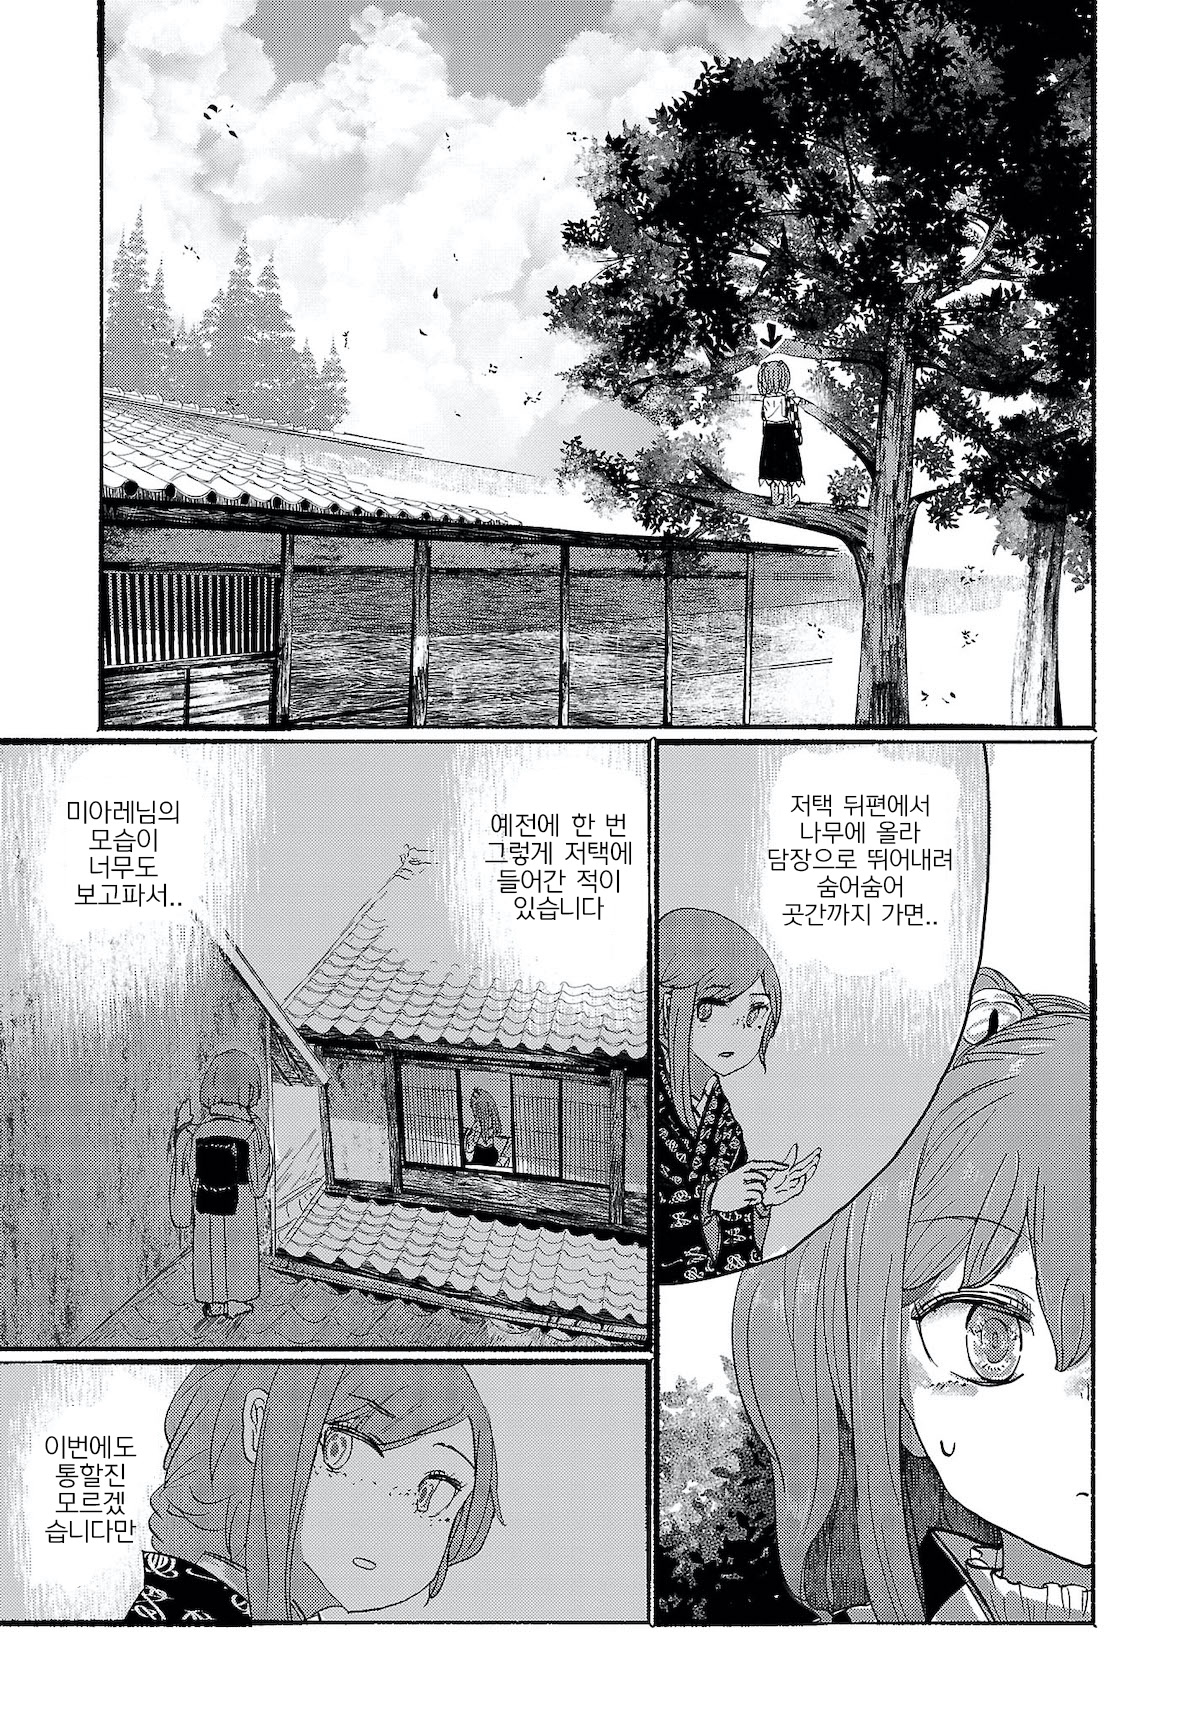 저택 뒤편에서
나무에 올라
담장으로 뛰어내려
숨어숨어
곳간까지 가면..
예전에 한 번
그렇게 저택에
들어간 적이
있습니다
미아레님의
모습이
너무도
보고파서..
이번에도
통할진
모르겠
습니다만